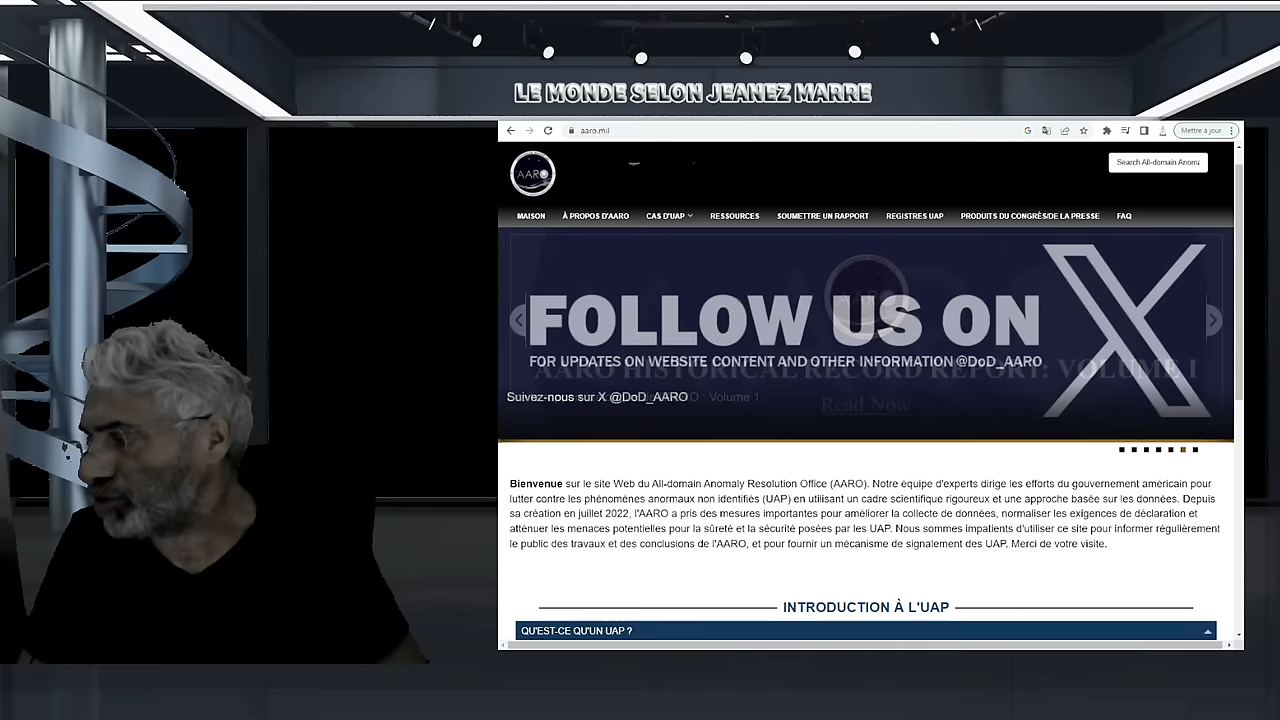 LE MONDE SELON JEANEZ MARRE
aaro.mil
Mettre à jour
AARO
Search All-domain Anoma
MAISON À PROPOS D'AARO CAS D'UAP RESSOURCES SOUMETTRE UN RAPPORT REGISTRES UAP PRODUITS DU CONGRÈS/DE LA PRESSE FAQ
FOLLOW US ON X
FOR UPDATES ON WEBSITE CONTENT AND OTHER INFORMATION @DoD_AARO
AARO HISTORICAL RECORD REPORT: VOLUME I
Suivez-nous sur X @DoD_AARO
: Volume 1
Read Now
Bienvenue sur le site Web du All-domain Anomaly Resolution Office (AARO). Notre équipe d'experts dirige les efforts du gouvernement américain pour
lutter contre les phénomènes anormaux non identifiés (UAP) en utilisant un cadre scientifique rigoureux et une approche basée sur les données. Depuis
sa création en juillet 2022, l'AARO a pris des mesures importantes pour améliorer la collecte de données, normaliser les exigences de déclaration et
atténuer les menaces potentielles pour la sûreté et la sécurité posées par les UAP. Nous sommes impatients d'utiliser ce site pour informer régulièrement
le public des travaux et des conclusions de l'AARO, et pour fournir un mécanisme de signalement des UAP. Merci de votre visite.
INTRODUCTION À L'UAP
QU'EST-CE QU'UN UAP ?